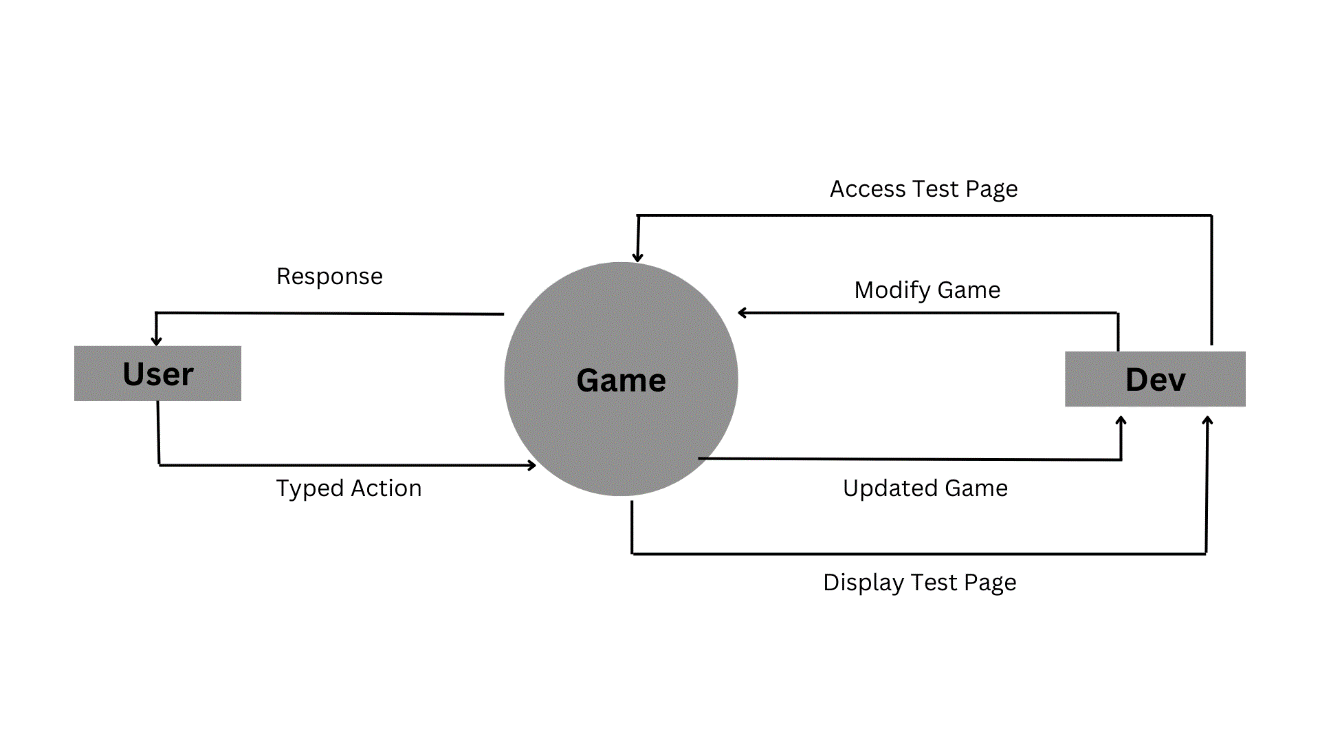 Access Test Page
Response
Modify Game
User
Game
Dev
Typed Action
Updated Game
Display Test Page